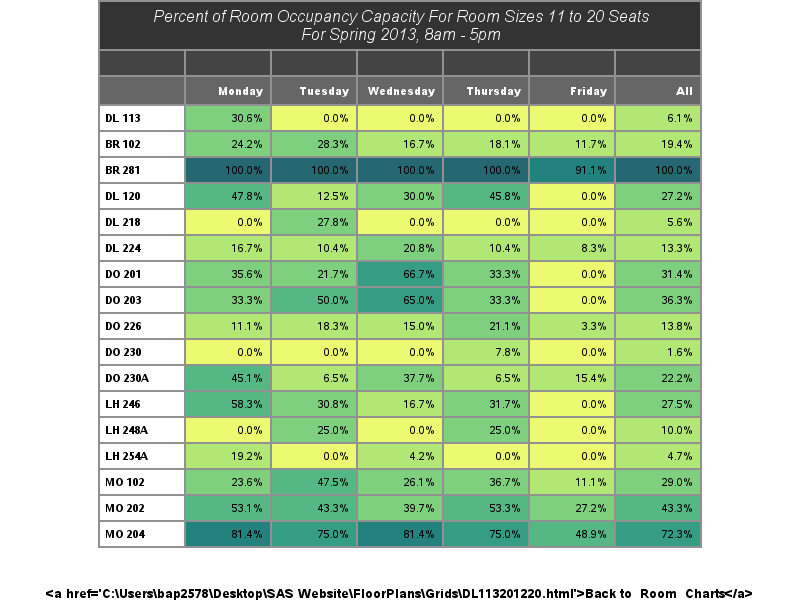 Percent of Room Occupancy Capacity For Room Sizes 11 to 20 Seats
For Spring 2013, 8am - 5pm
Monday Tuesday Wednesday Thursday Friday All
DL 113 30.6% 0.0% 0.0% 0.0% 0.0% 6.1%
BR 102 24.2% 28.3% 16.7% 18.1% 11.7% 19.4%
BR 281 100.0% 100.0% 100.0% 100.0% 91.1% 100.0%
DL 120 47.8% 12.5% 30.0% 45.8% 0.0% 27.2%
DL 218 0.0% 27.8% 0.0% 0.0% 0.0% 5.6%
DL 224 16.7% 10.4% 20.8% 10.4% 8.3% 13.3%
DO 201 35.6% 21.7% 66.7% 33.3% 0.0% 31.4%
DO 203 33.3% 50.0% 65.0% 33.3% 0.0% 36.3%
DO 226 11.1% 18.3% 15.0% 21.1% 3.3% 13.8%
DO 230 0.0% 0.0% 0.0% 7.8% 0.0% 1.6%
DO 230A 45.1% 6.5% 37.7% 6.5% 15.4% 22.2%
LH 246 58.3% 30.8% 16.7% 31.7% 0.0% 27.5%
LH 248A 0.0% 25.0% 0.0% 25.0% 0.0% 10.0%
LH 254A 19.2% 0.0% 4.2% 0.0% 0.0% 4.7%
MO 102 23.6% 47.5% 26.1% 36.7% 11.1% 29.0%
MO 202 53.1% 43.3% 39.7% 53.3% 27.2% 43.3%
MO 204 81.4% 75.0% 81.4% 75.0% 48.9% 72.3%
<a href='C:\Users\bap2578\Desktop\SAS Website\FloorPlans\Grids\DL113201220.html'>Back to Room Charts</a>